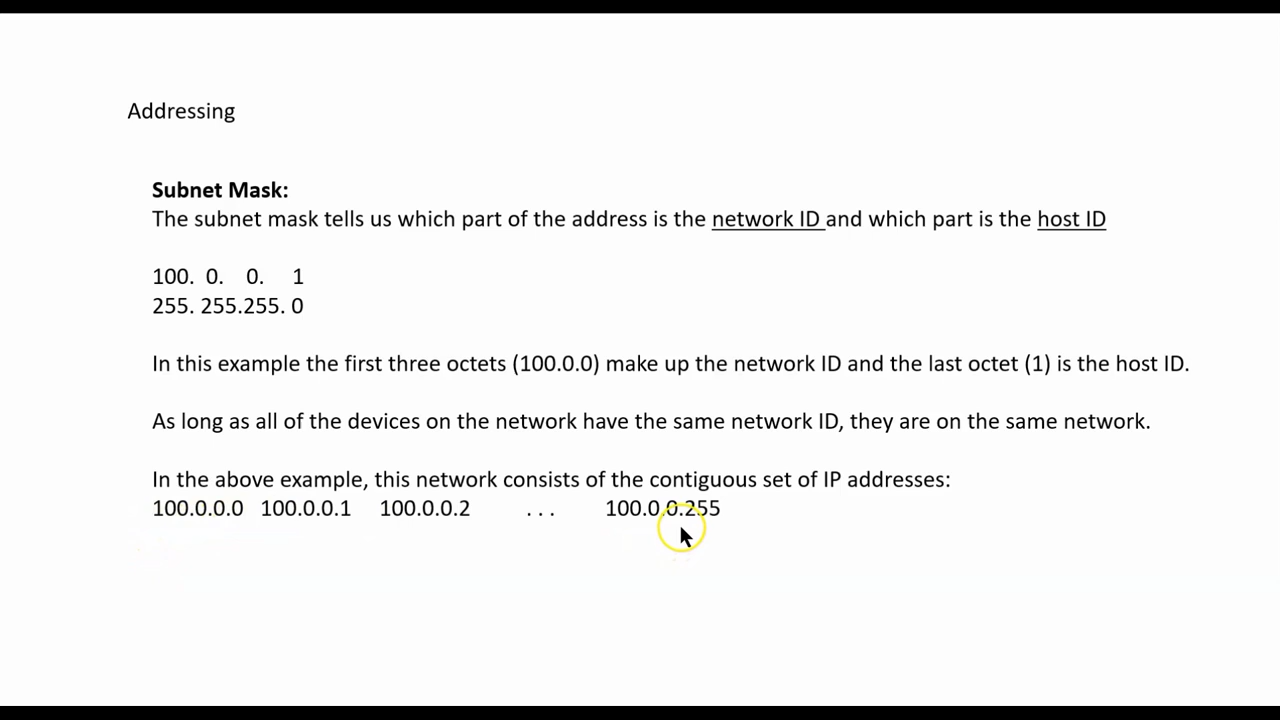 Addressing
Subnet Mask:
The subnet mask tells us which part of the address is the network ID and which part is the host ID
100. 0. 0. 1
255. 255.255. 0
In this example the first three octets (100.0.0) make up the network ID and the last octet (1) is the host ID.
As long as all of the devices on the network have the same network ID, they are on the same network.
In the above example, this network consists of the contiguous set of IP addresses:
100.0.0.0 100.0.0.1 100.0.0.2 . . . 100.0.0.255